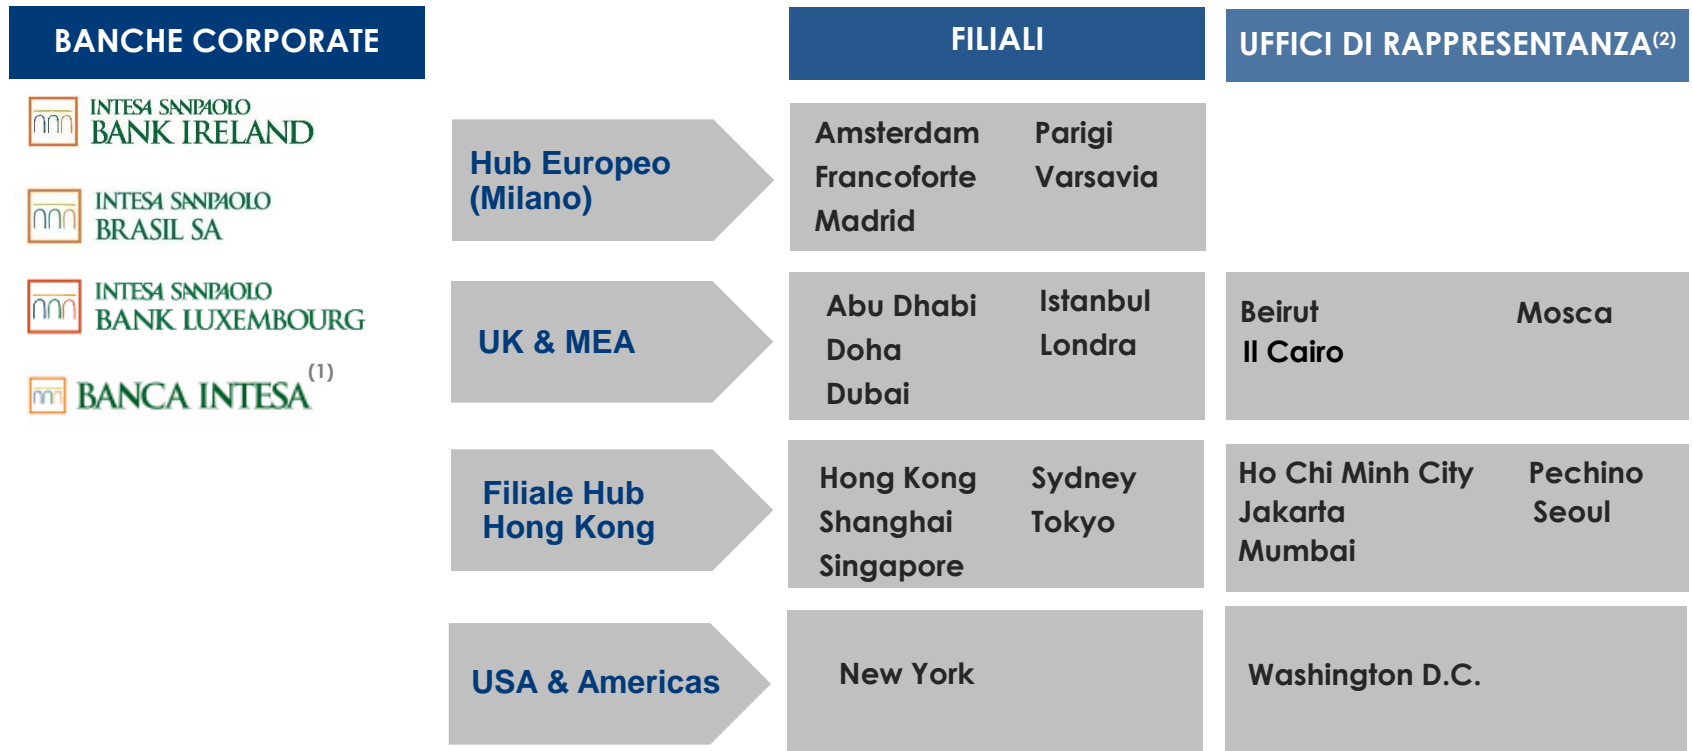 BANCHE CORPORATE
FILIALI
UFFICI DI RAPPRESENTANZA(2)
INTESA SANPAOLO
BANK IRELAND
INTESA SANPAOLO
BRASIL SA
INTESA SANPAOLO
BANK LUXEMBOURG
BANCA INTESA(1)
Hub Europeo
(Milano)
Amsterdam Parigi
Francoforte Varsavia
Madrid
UK & MEA
Abu Dhabi Istanbul
Doha Londra
Dubai
Beirut Mosca
Il Cairo
Filiale Hub
Hong Kong
Hong Kong Sydney
Shanghai Tokyo
Singapore
Ho Chi Minh City Pechino
Jakarta Seoul
Mumbai
USA & Americas
New York
Washington D.C.